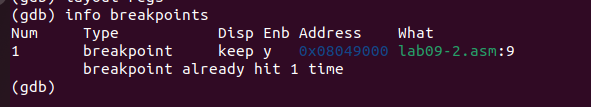 (gdb) layout regs
(gdb) info breakpoints
Num     Type           Disp Enb Address    What
1       breakpoint     keep y   0x08049000 lab09-2.asm:9
        breakpoint already hit 1 time
(gdb)